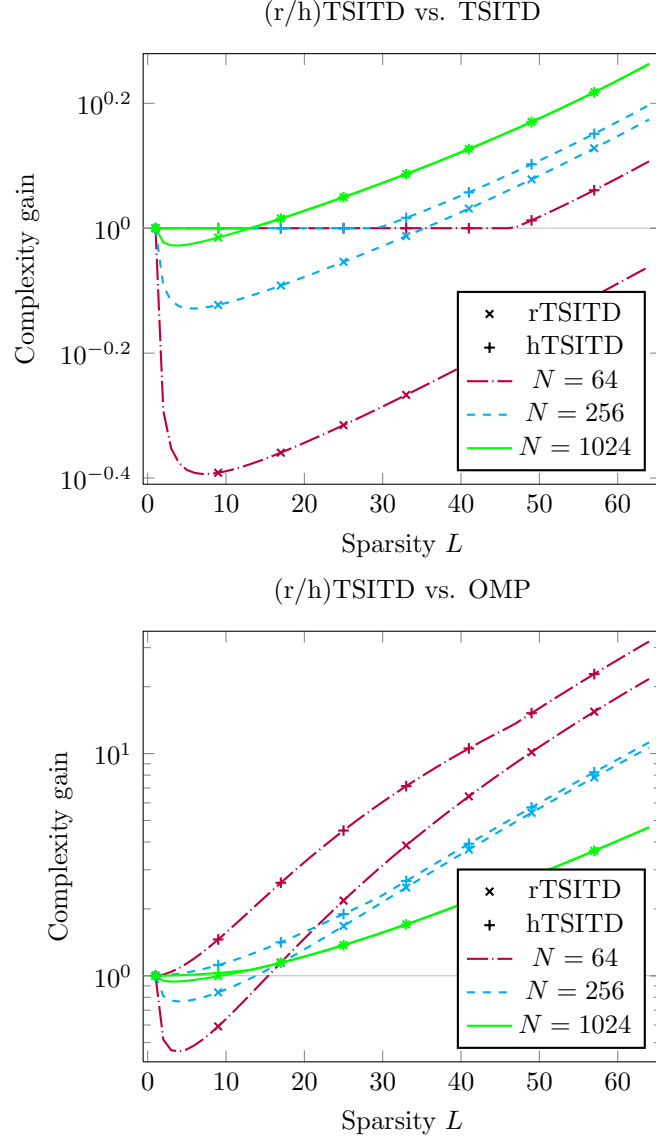 (r/h)TSITD vs. TSITD
Complexity gain
10^0.2
10^0
10^−0.2
10^−0.4
0 10 20 30 40 50 60
Sparsity L
rTSITD
hTSITD
N = 64
N = 256
N = 1024
(r/h)TSITD vs. OMP
Complexity gain
10^1
10^0
0 10 20 30 40 50 60
Sparsity L
rTSITD
hTSITD
N = 64
N = 256
N = 1024